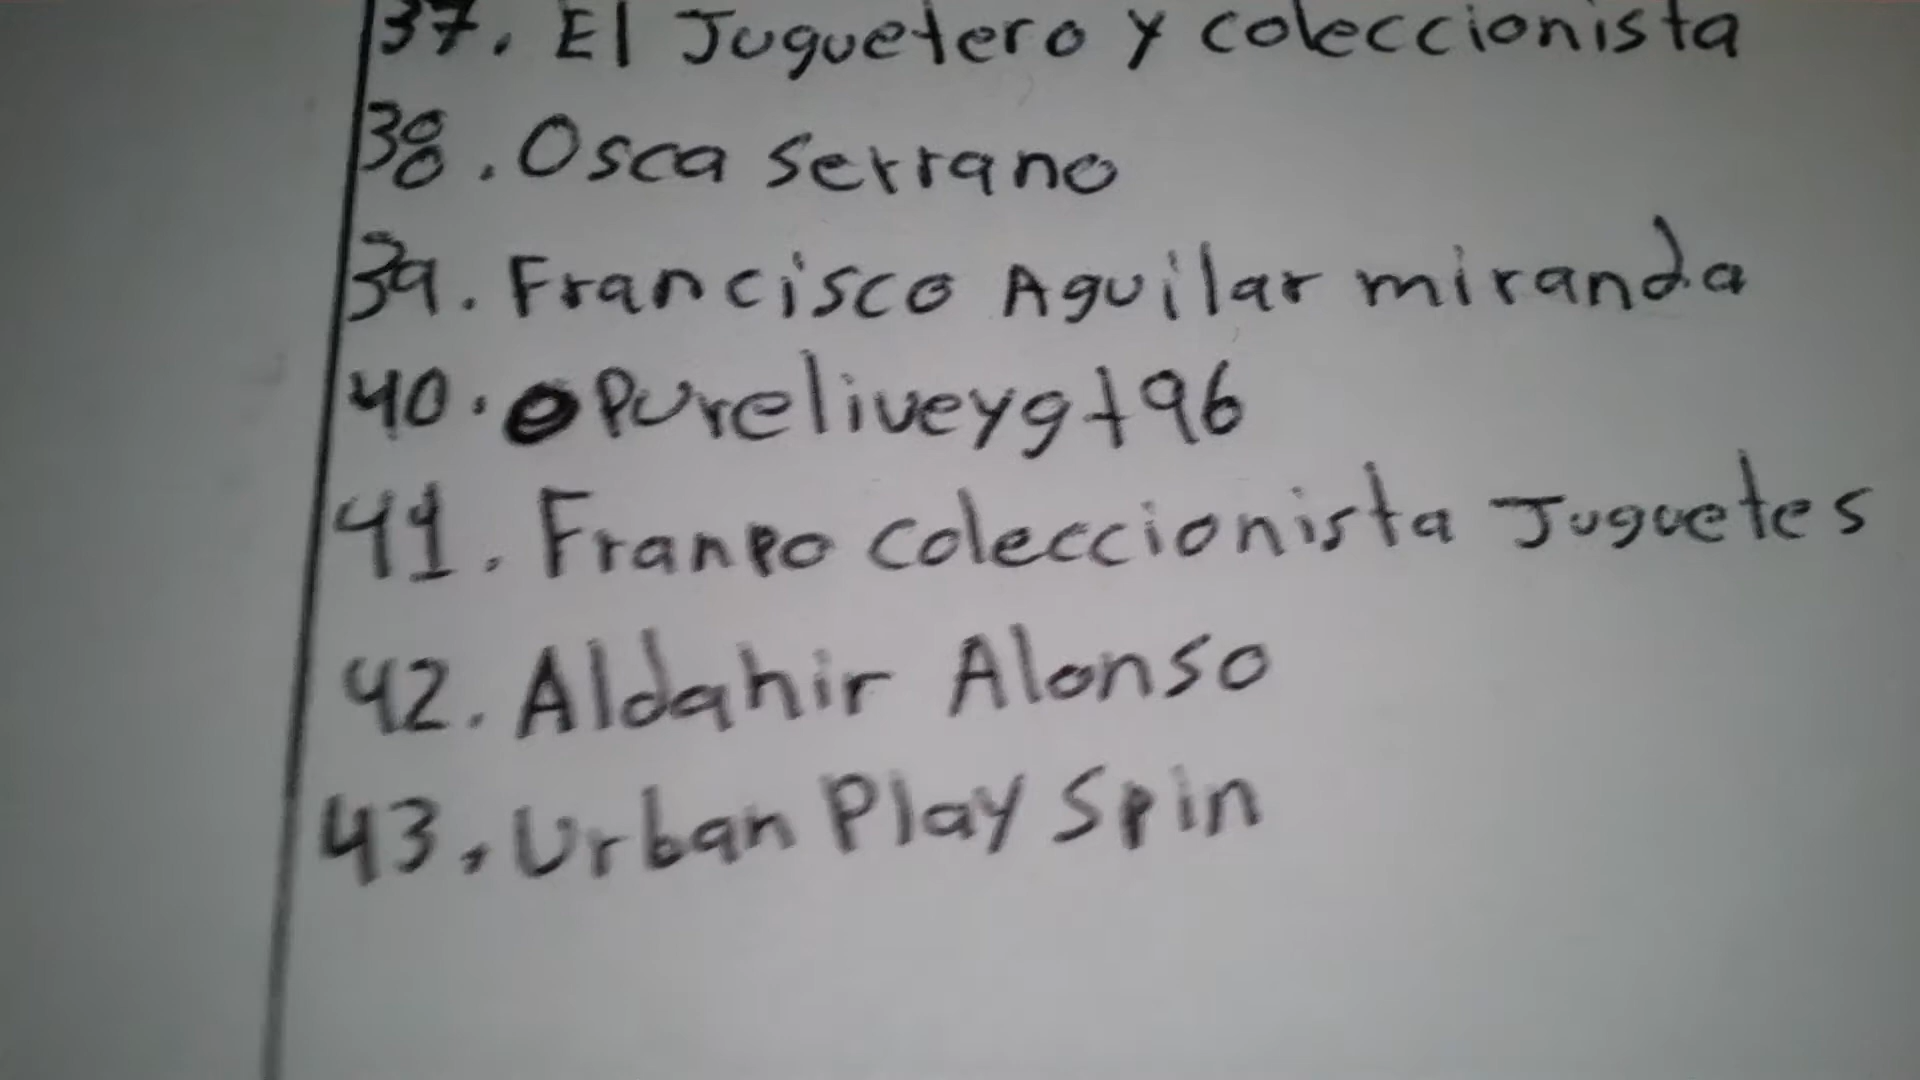 37. El Juguetero y coleccionista
38. Osca Serrano
39. Francisco Aguilar miranda
40. Pureliveygt96
41. Franpo coleccionista Juguetes
42. Aldahir Alonso
43. Urban Play Spin